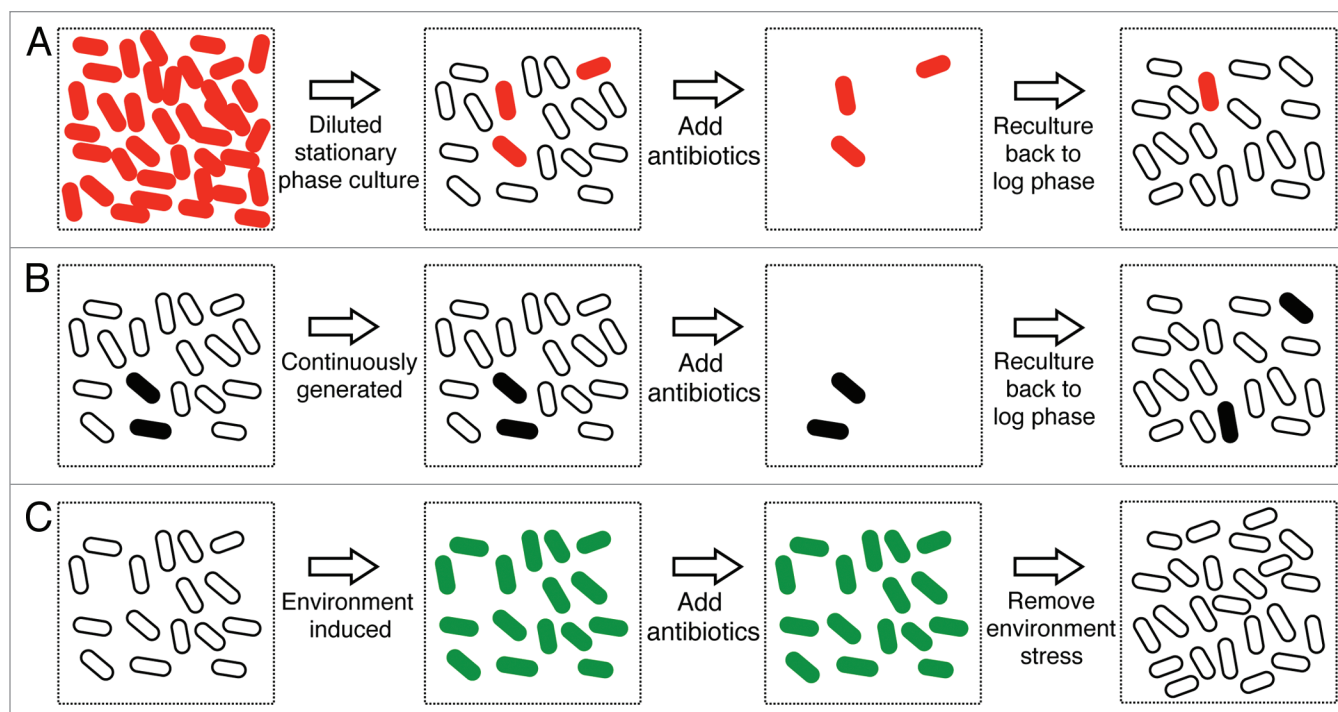 A
Diluted
stationary
phase culture
Add
antibiotics
Reculture
back to
log phase
B
Continuously
generated
Add
antibiotics
Reculture
back to
log phase
C
Environment
induced
Add
antibiotics
Remove
environment
stress